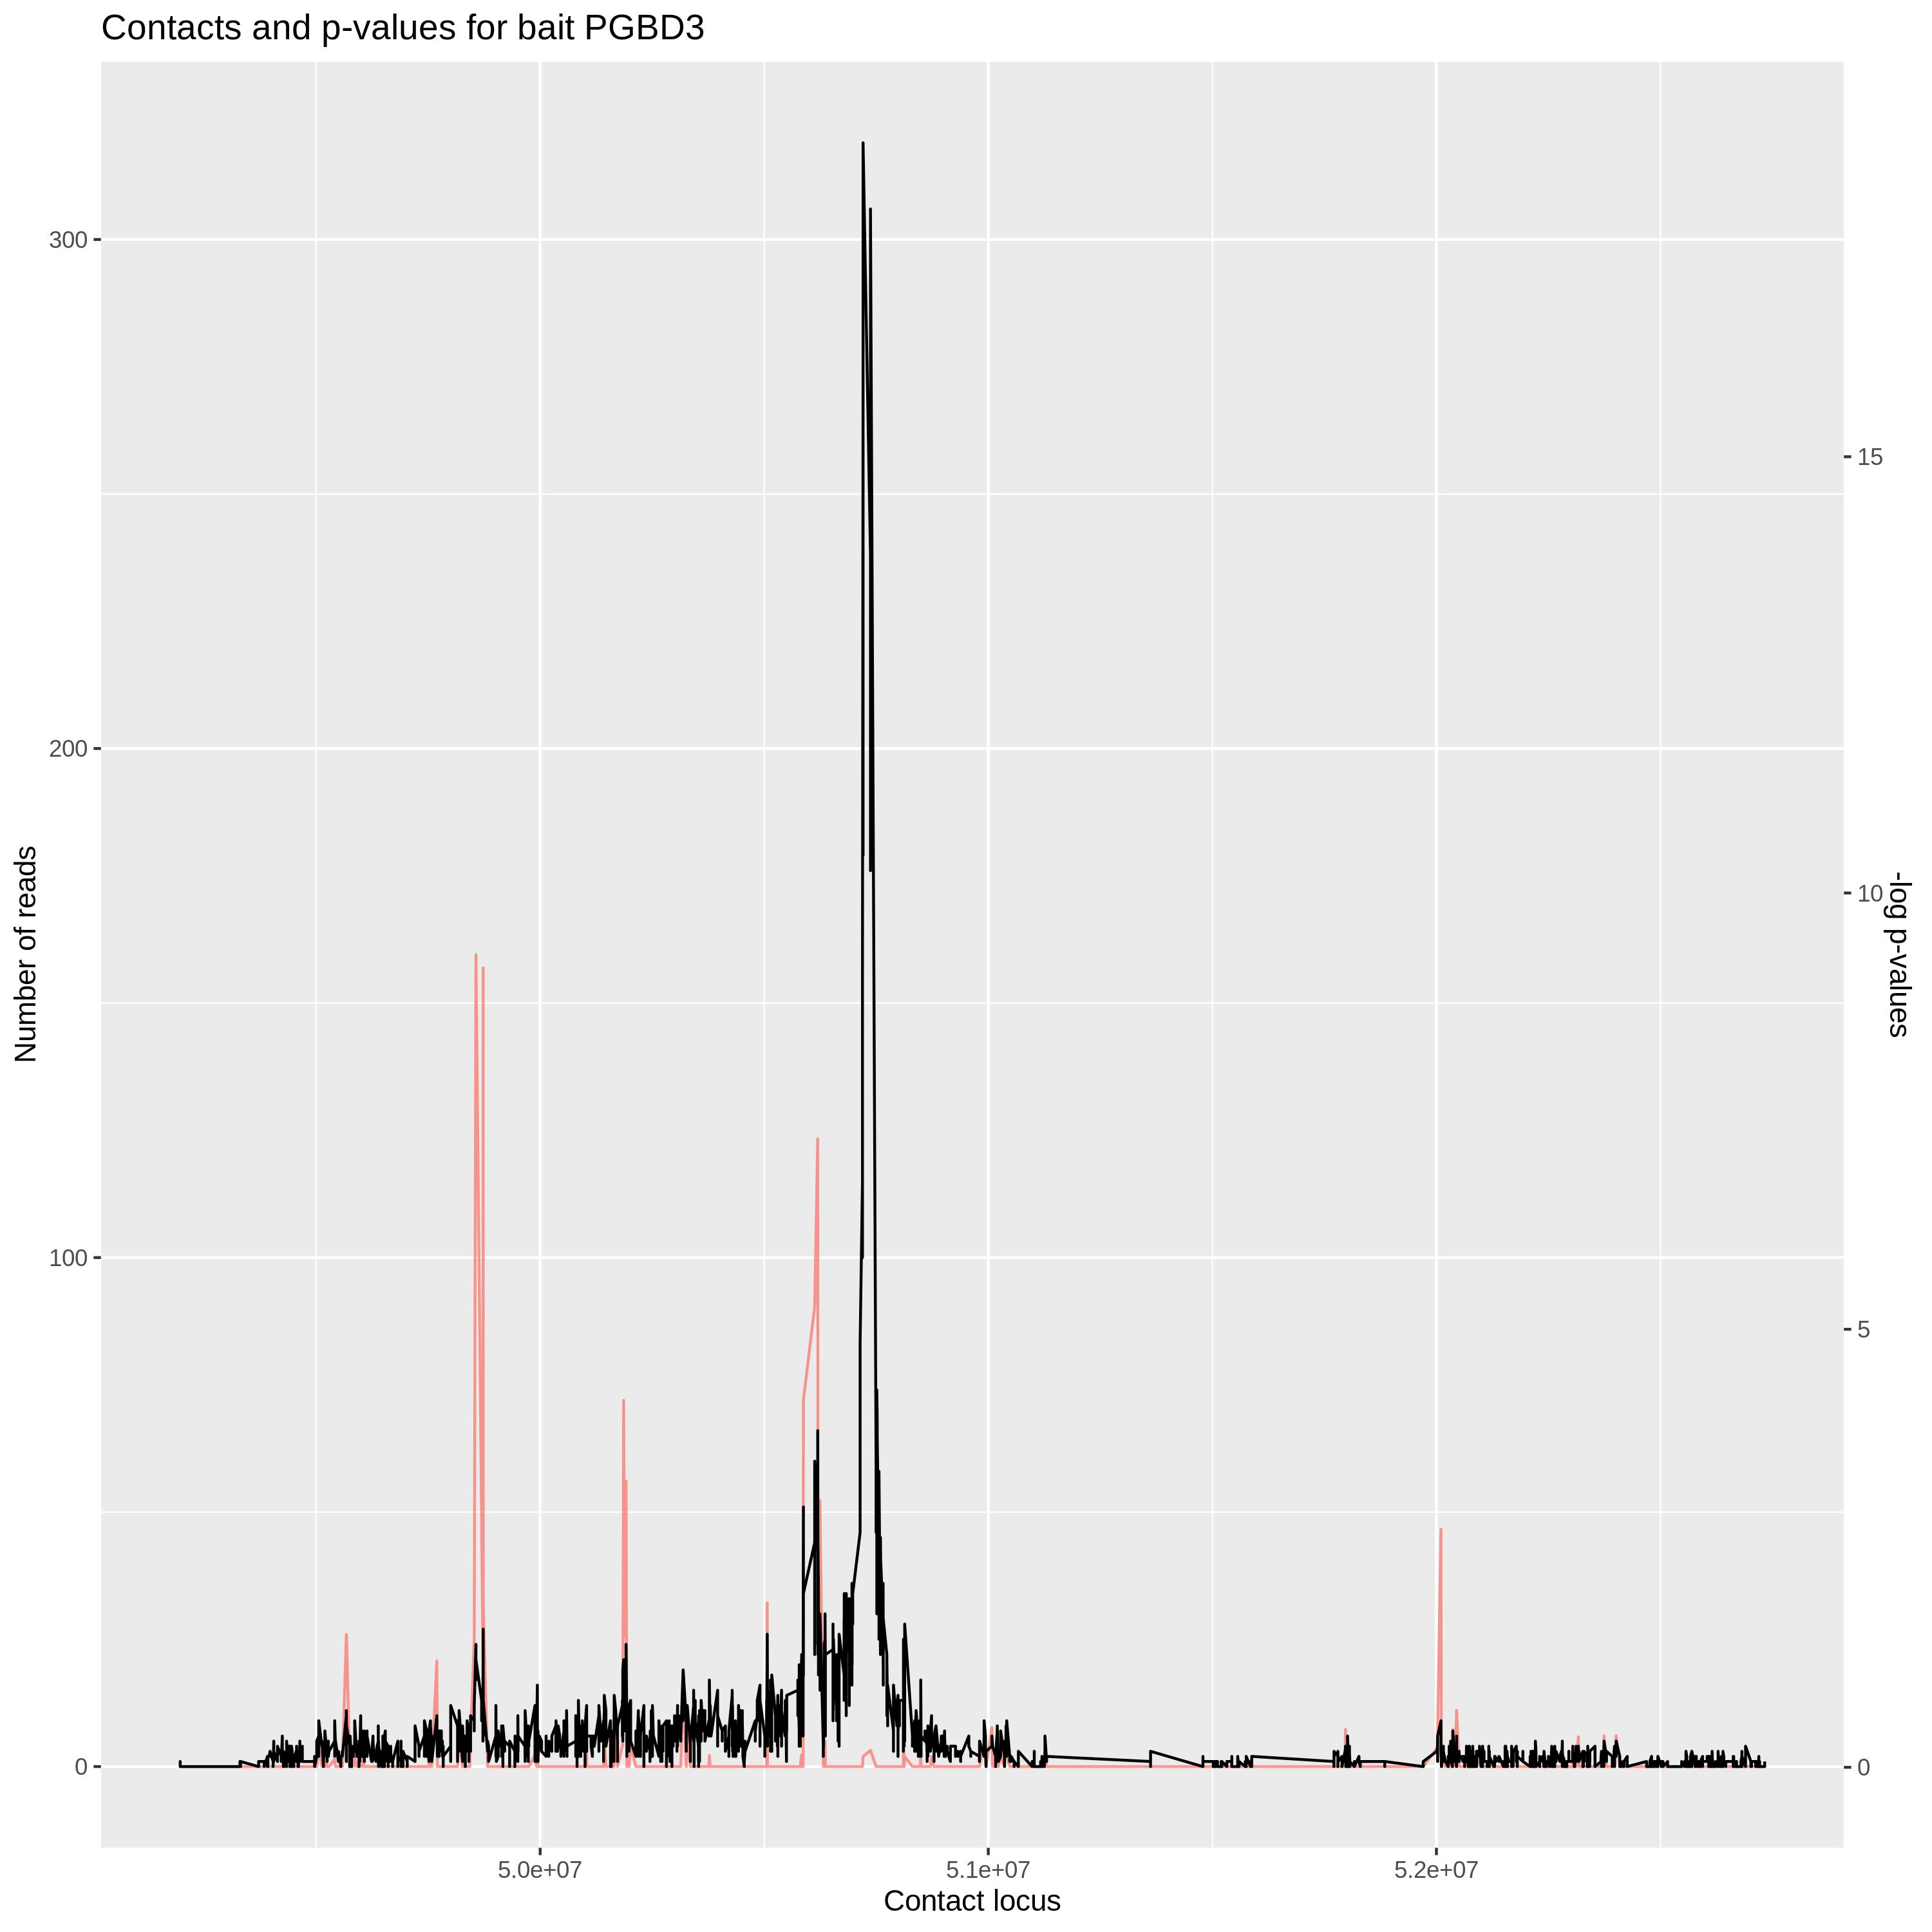 Contacts and p-values for bait PGBD3
300
200
100
0
Number of reads
15
10
5
0
-log p-values
5.0e+07
5.1e+07
5.2e+07
Contact locus